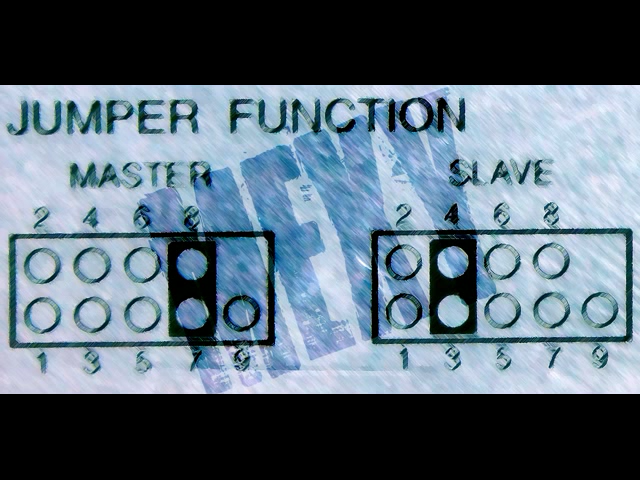 JUMPER FUNCTION
MASTER SLAVE
2 4 6 8 2 4 6 8
1 3 5 7 9 1 3 5 7 9